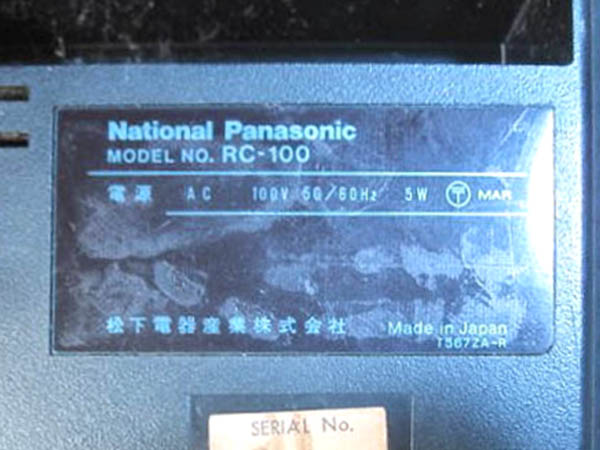 National Panasonic
MODEL NO. RC-100
電源 AC 100V 50/60Hz 5W 〒 MAR
松下電器産業株式会社 Made in Japan
T5672A-R
SERIAL No.